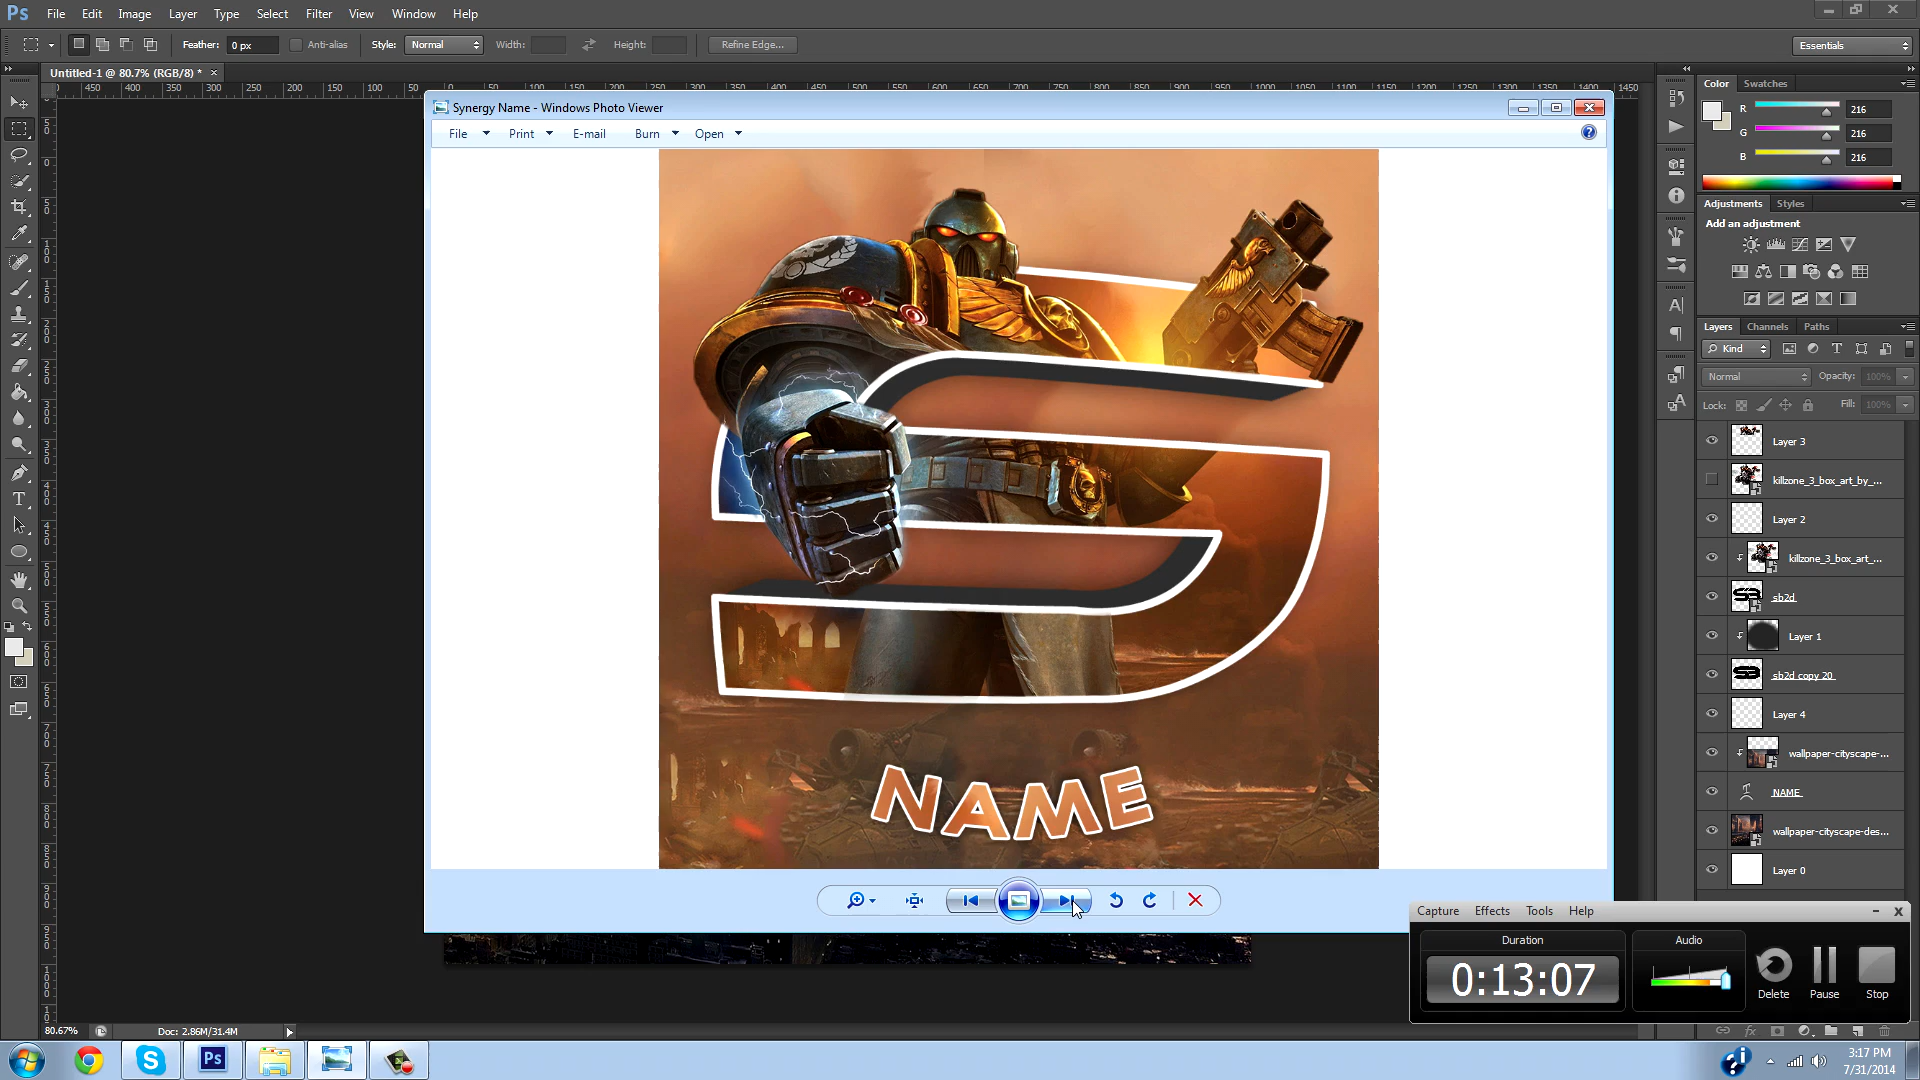 Ps File Edit Image Layer Type Select Filter View Window Help
Feather: 0 px Anti-alias Style: Normal Width: Height: Refine Edge... Essentials
Untitled-1 @ 80.7% (RGB/8) * ×
Synergy Name - Windows Photo Viewer
File Print E-mail Burn Open
NAME
Color Swatches
R 216
G 216
B 216
Adjustments Styles
Add an adjustment
Layers Channels Paths
Kind
Normal Opacity: 100%
Lock: Fill: 100%
Layer 3
killzone_3_box_art_by_...
Layer 2
killzone_3_box_art_...
sb2d
Layer 1
sb2d copy 20
Layer 4
wallpaper-cityscape-...
NAME
wallpaper-cityscape-des...
Layer 0
Capture Effects Tools Help
Duration Audio
0:13:07
Delete Pause Stop
80.67% Doc: 2.86M/31.4M
3:17 PM
7/31/2014